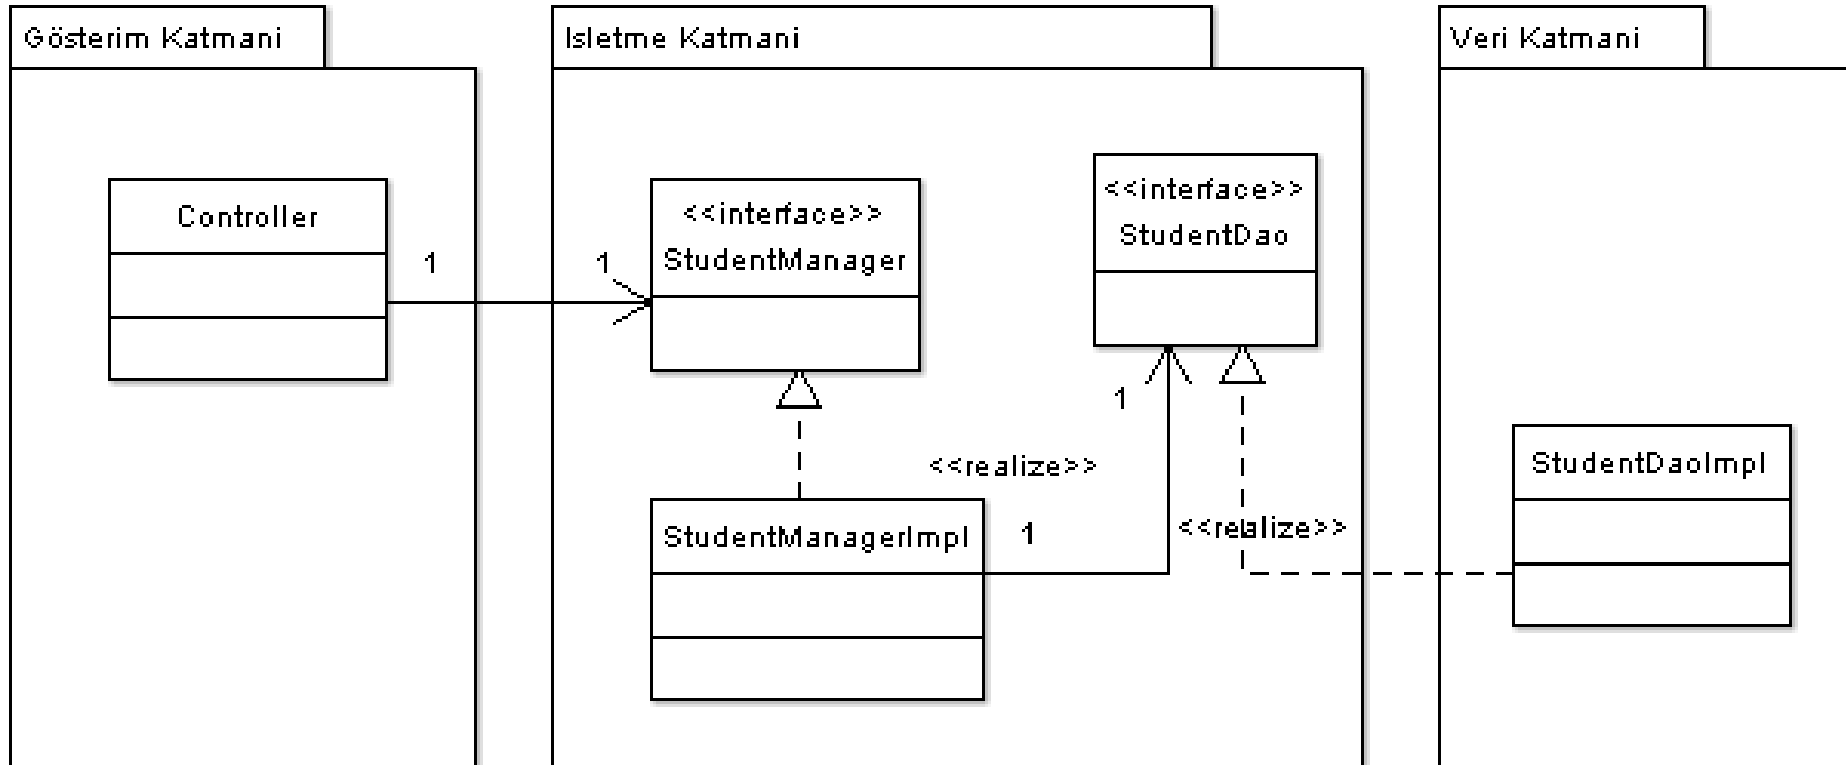 Gösterim Katmani
Isletme Katmani
Veri Katmani
Controller
1
1
<<interface>>
StudentManager
<<interface>>
StudentDao
1
<<realize>>
StudentManagerImpl
1
<<realize>>
StudentDaoImpl